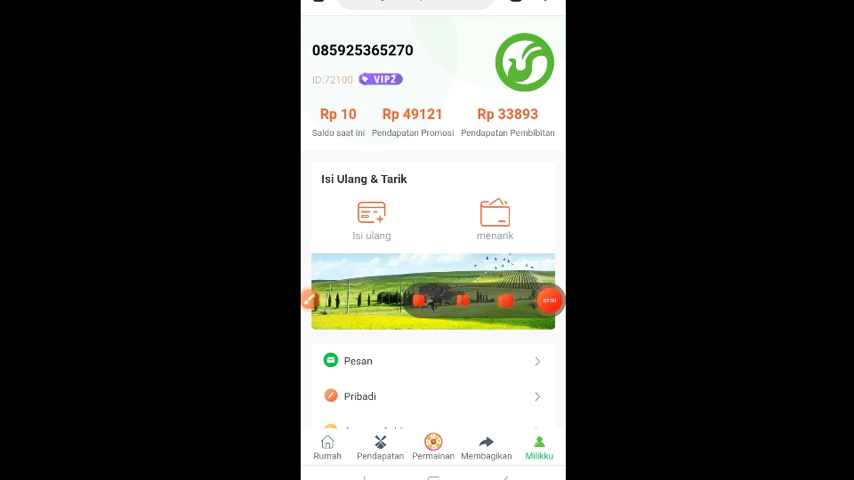 085925365270
ID:72100 VIP2
Rp 10 Rp 49121 Rp 33893
Saldo saat ini Pendapatan Promosi Pendapatan Pembibitan
Isi Ulang & Tarik
Isi ulang menarik
Pesan
Pribadi
Rumah Pendapatan Permainan Membagikan Milikku